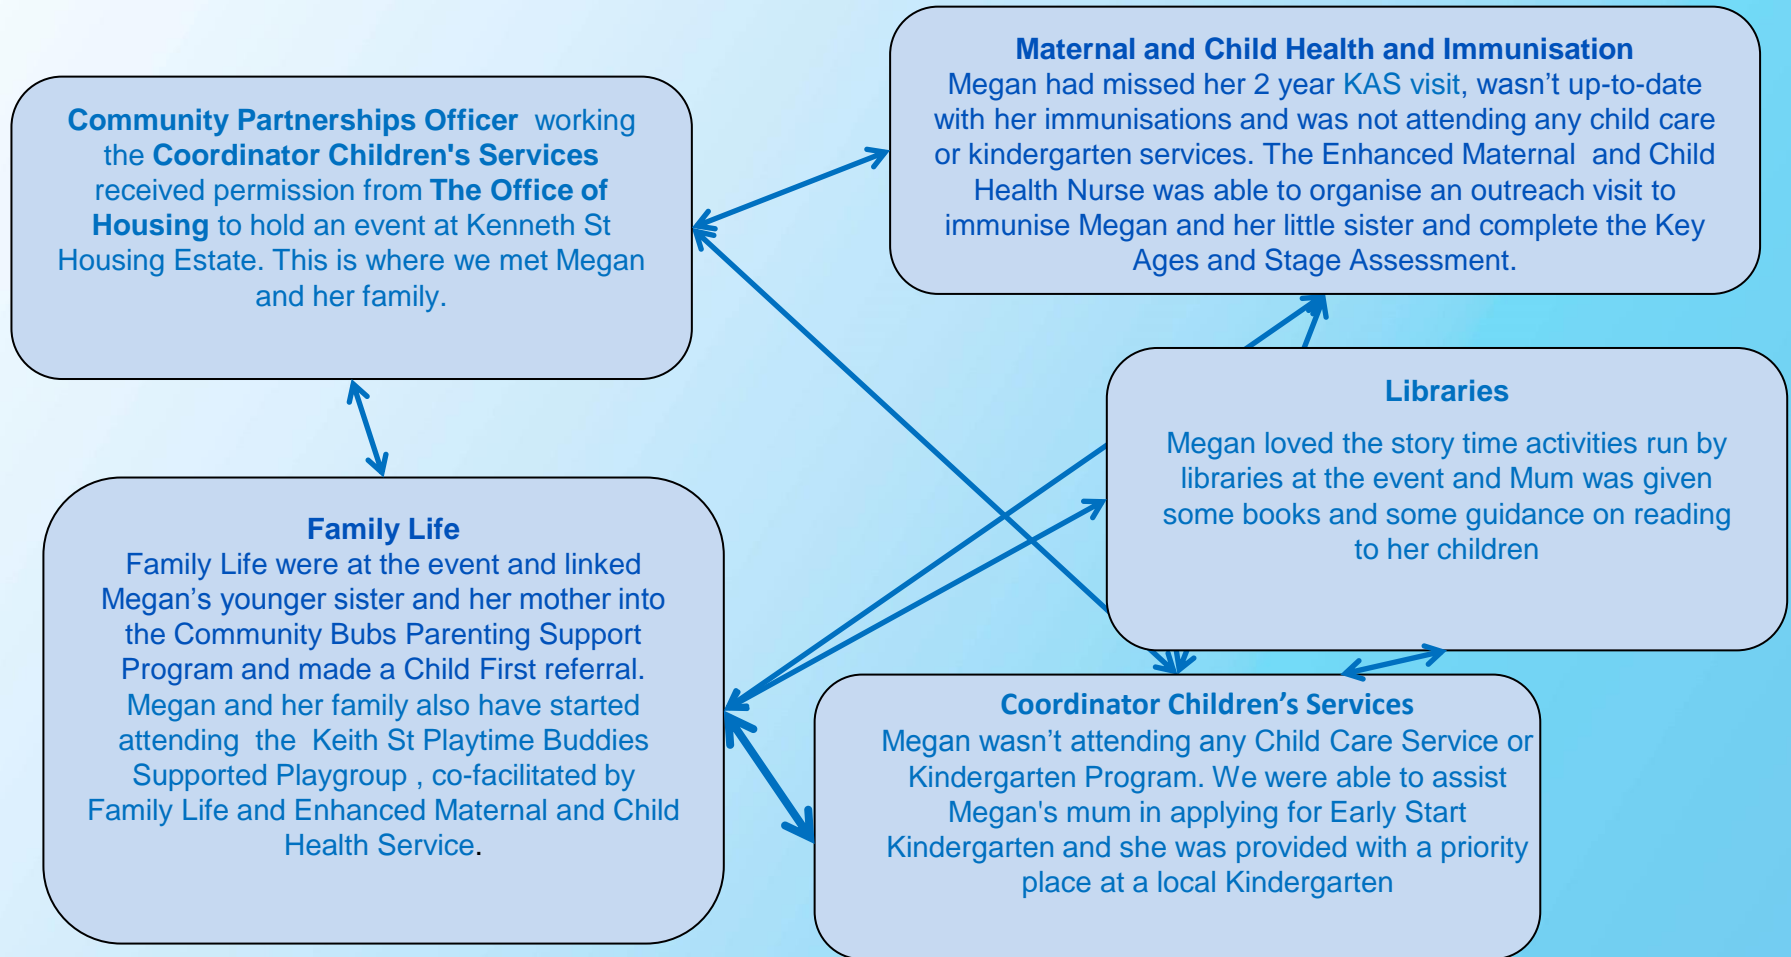 Community Partnerships Officer working
the Coordinator Children's Services
received permission from The Office of
Housing to hold an event at Kenneth St
Housing Estate. This is where we met Megan
and her family.
Maternal and Child Health and Immunisation
Megan had missed her 2 year KAS visit, wasn’t up-to-date
with her immunisations and was not attending any child care
or kindergarten services. The Enhanced Maternal and Child
Health Nurse was able to organise an outreach visit to
immunise Megan and her little sister and complete the Key
Ages and Stage Assessment.
Libraries
Megan loved the story time activities run by
libraries at the event and Mum was given
some books and some guidance on reading
to her children
Family Life
Family Life were at the event and linked
Megan’s younger sister and her mother into
the Community Bubs Parenting Support
Program and made a Child First referral.
Megan and her family also have started
attending the Keith St Playtime Buddies
Supported Playgroup , co-facilitated by
Family Life and Enhanced Maternal and Child
Health Service.
Coordinator Children’s Services
Megan wasn’t attending any Child Care Service or
Kindergarten Program. We were able to assist
Megan's mum in applying for Early Start
Kindergarten and she was provided with a priority
place at a local Kindergarten